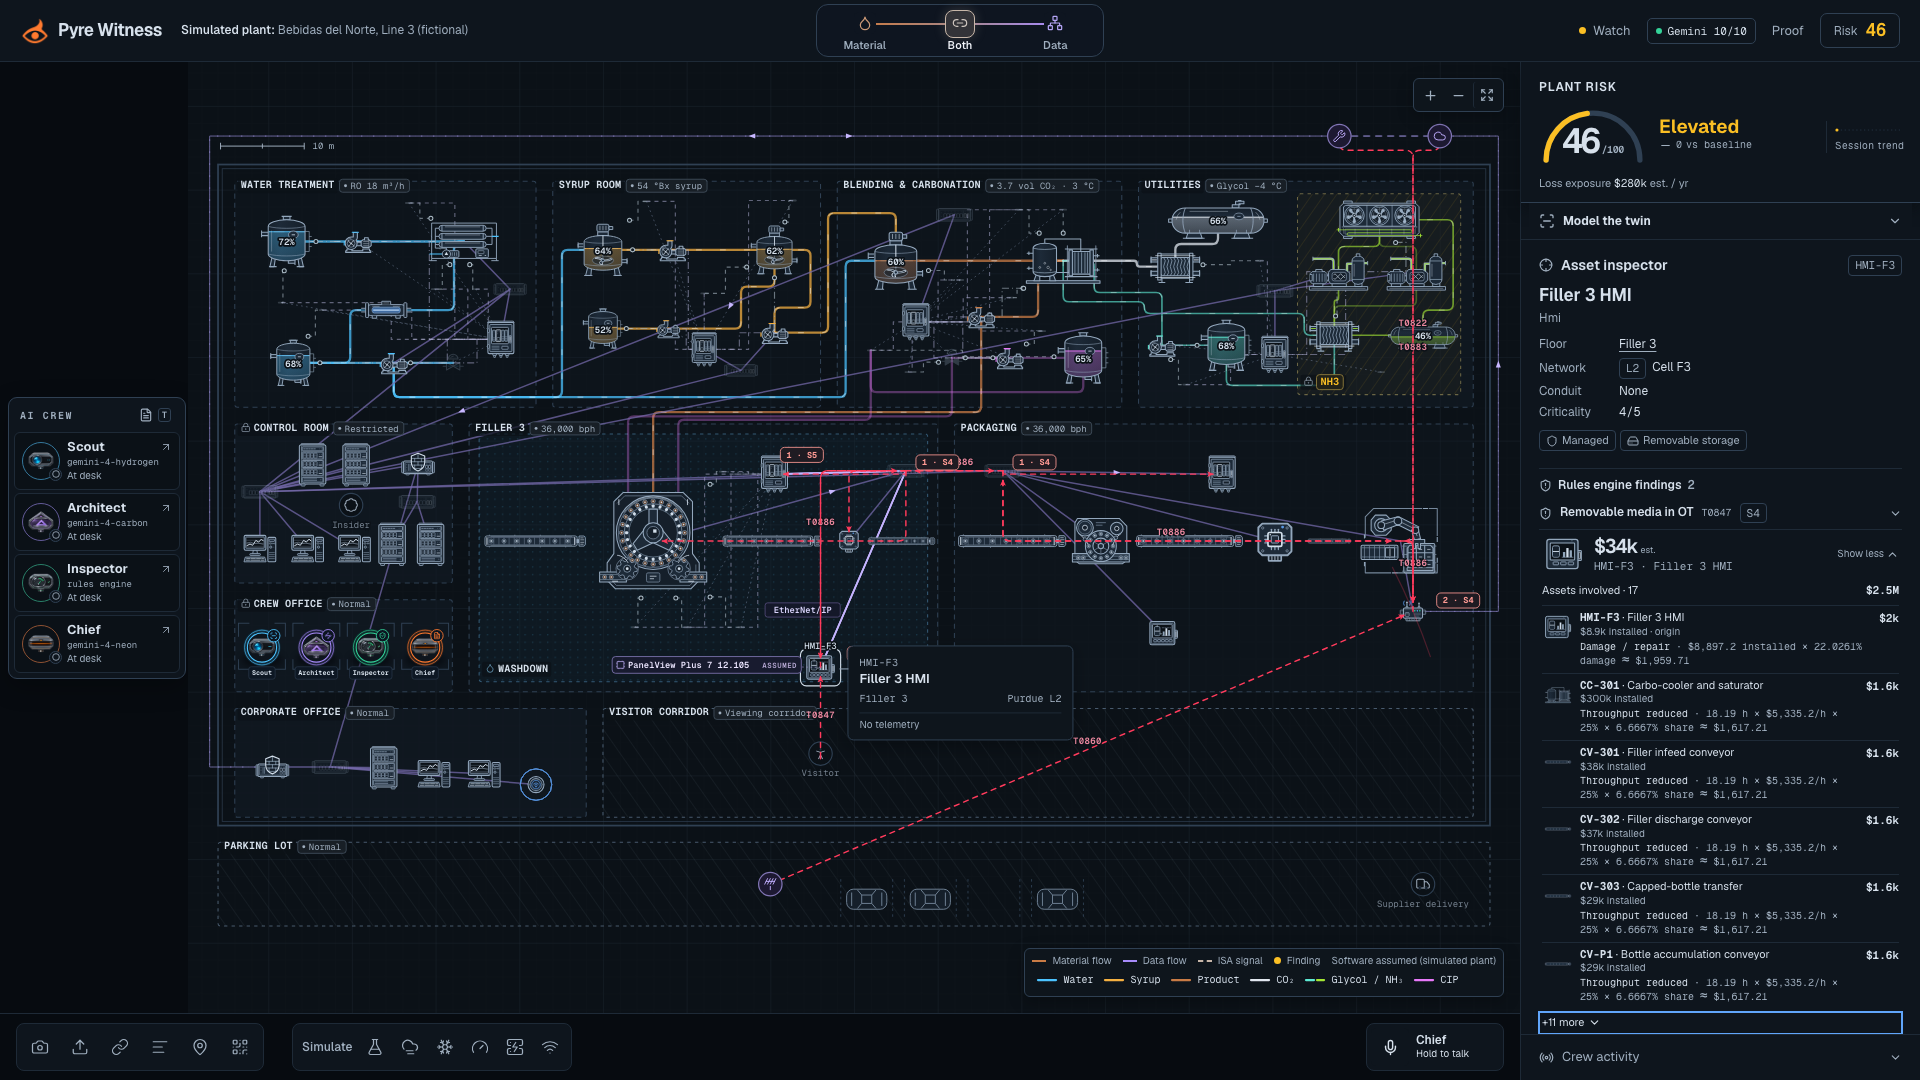 Pyre Witness
Simulated plant: Bebidas del Norte, Line 3 (fictional)
Material
Both
Data
Watch
Gemini 10/10
Proof
Risk 46
10 m
WATER TREATMENT • RO 18 m³/h
SYRUP ROOM • 54 °Bx syrup
BLENDING & CARBONATION • 3.7 vol CO₂ · 3 °C
UTILITIES • Glycol -4 °C
72%
64%
62%
60%
66%
68%
52%
65%
68%
46%
T0822
T0883
NH3
CONTROL ROOM • Restricted
FILLER 3 • 36,000 bph
PACKAGING • 36,000 bph
1 · S5
1 · S4
1 · S4
2 · S4
Insider
T0886
T0886
T0886
EtherNet/IP
HMI-F3
PanelView Plus 7 12.105 ASSUMED
WASHDOWN
CREW OFFICE • Normal
Scout
Architect
Inspector
Chief
HMI-F3
Filler 3 HMI
Filler 3 Purdue L2
No telemetry
CORPORATE OFFICE • Normal
VISITOR CORRIDOR • Viewing corridor
T0847
Visitor
T0860
PARKING LOT • Normal
Supplier delivery
AI CREW
T
Scout
gemini-4-hydrogen
At desk
Architect
gemini-4-carbon
At desk
Inspector
rules engine
At desk
Chief
gemini-4-neon
At desk
Material flow
Data flow
ISA signal
Finding
Software assumed (simulated plant)
Water
Syrup
Product
CO₂
Glycol / NH₃
CIP
Simulate
Chief
Hold to talk
PLANT RISK
46 /100
Elevated
— 0 vs baseline
Session trend
Loss exposure $280k est. / yr
Model the twin
Asset inspector HMI-F3
Filler 3 HMI
Hmi
Floor Filler 3
Network L2 Cell F3
Conduit None
Criticality 4/5
Managed
Removable storage
Rules engine findings 2
Removable media in OT T0847 S4
$34k est.
HMI-F3 · Filler 3 HMI
Show less
Assets involved · 17 $2.5M
HMI-F3 · Filler 3 HMI $2k
$8.9k installed · origin
Damage / repair · $8,897.2 installed × 22.0261%
damage ≈ $1,959.71
CC-301 · Carbo-cooler and saturator $1.6k
$300k installed
Throughput reduced · 18.19 h × $5,335.2/h ×
25% × 6.6667% share ≈ $1,617.21
CV-301 · Filler infeed conveyor $1.6k
$38k installed
Throughput reduced · 18.19 h × $5,335.2/h ×
25% × 6.6667% share ≈ $1,617.21
CV-302 · Filler discharge conveyor $1.6k
$37k installed
Throughput reduced · 18.19 h × $5,335.2/h ×
25% × 6.6667% share ≈ $1,617.21
CV-303 · Capped-bottle transfer $1.6k
$29k installed
Throughput reduced · 18.19 h × $5,335.2/h ×
25% × 6.6667% share ≈ $1,617.21
CV-P1 · Bottle accumulation conveyor $1.6k
$29k installed
Throughput reduced · 18.19 h × $5,335.2/h ×
25% × 6.6667% share ≈ $1,617.21
+11 more
Crew activity